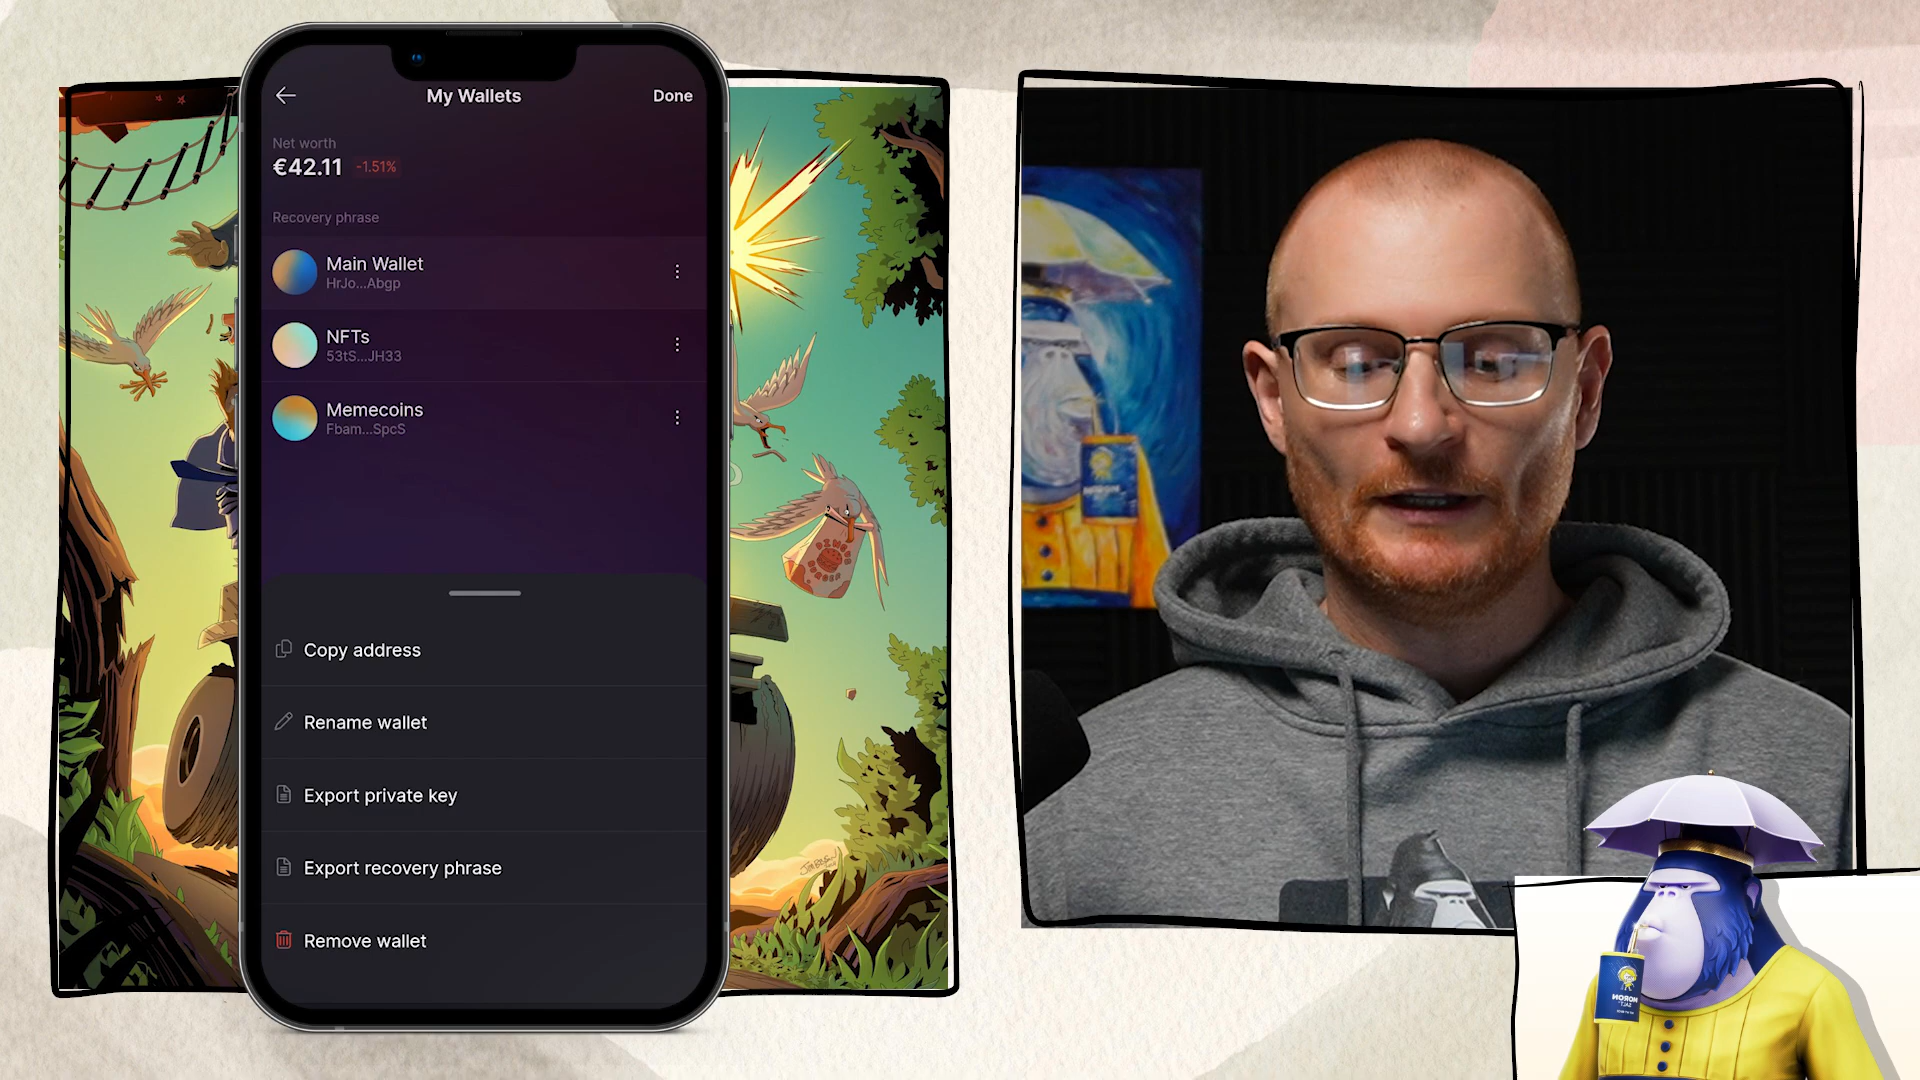 My Wallets
Done
Net worth
€42.11 -1.51%
Recovery phrase
Main Wallet
HrJo...Abgp
NFTs
53tS...JH33
Memecoins
Fbam...SpcS
Copy address
Rename wallet
Export private key
Export recovery phrase
Remove wallet
BURGER